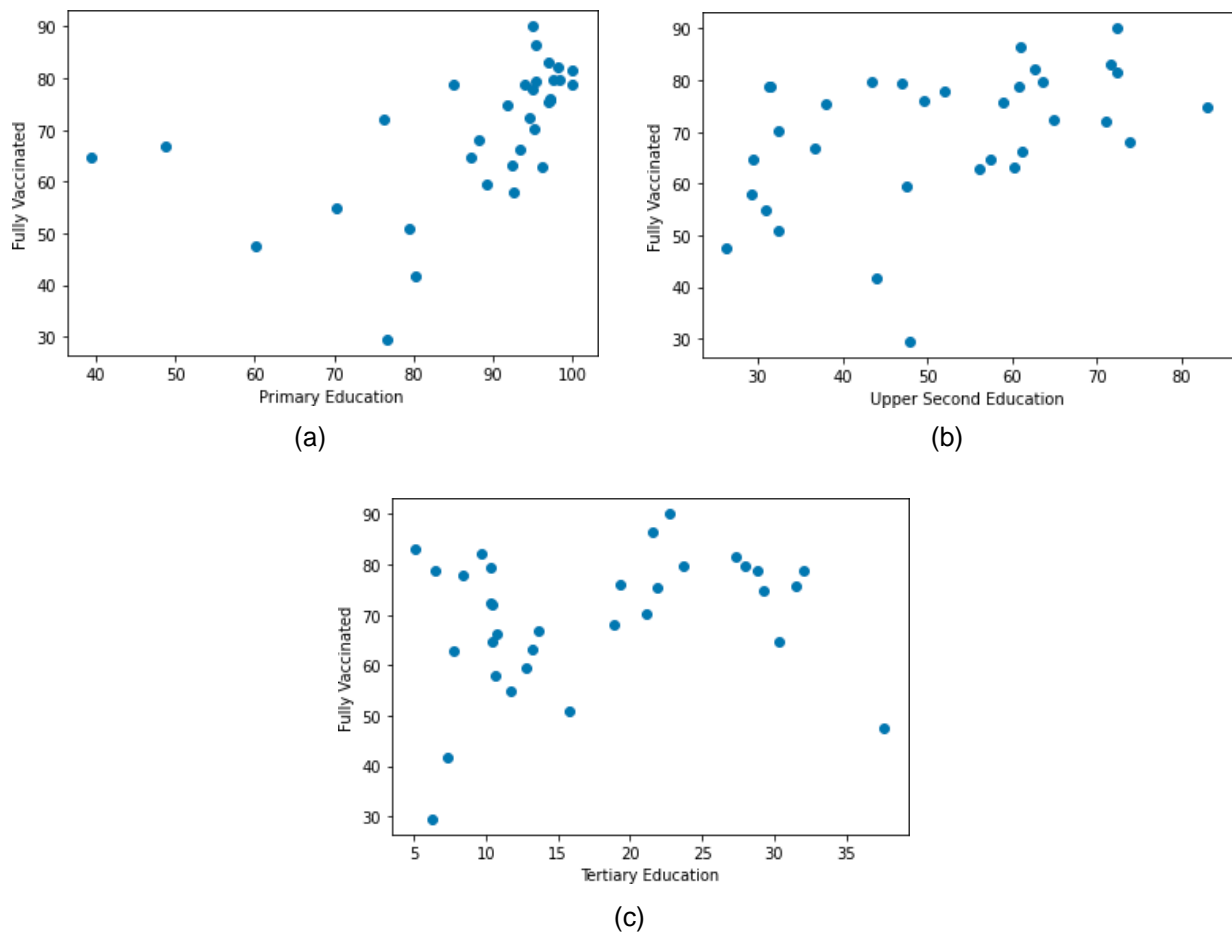 90
80
70
60
50
40
30
Fully Vaccinated
40 50 60 70 80 90 100
Primary Education
(a)
90
80
70
60
50
40
30
Fully Vaccinated
30 40 50 60 70 80
Upper Second Education
(b)
90
80
70
60
50
40
30
Fully Vaccinated
5 10 15 20 25 30 35
Tertiary Education
(c)